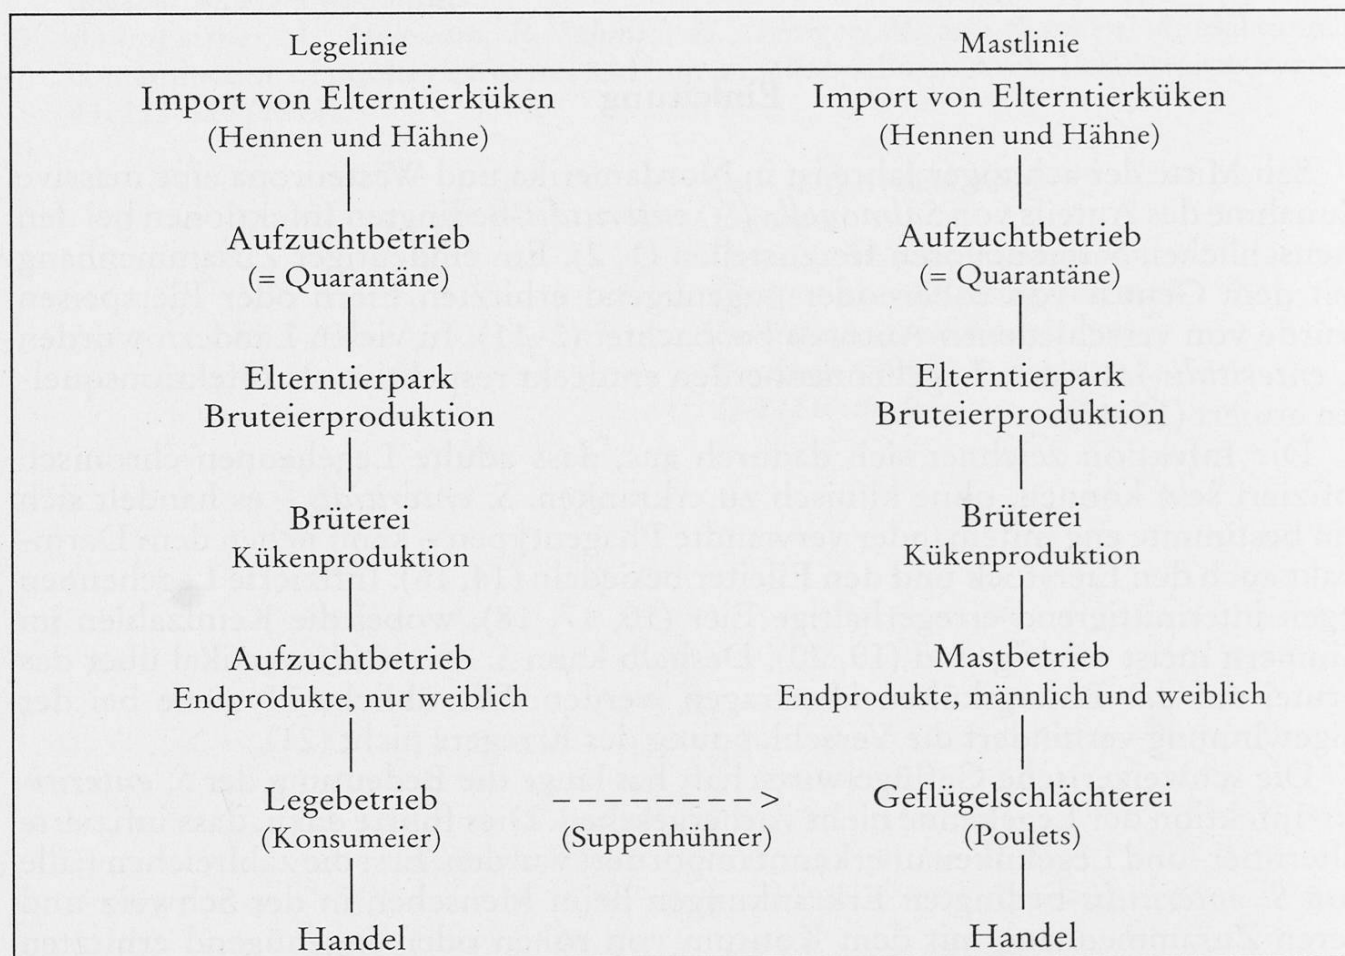 Legelinie
Import von Elterntierküken
(Hennen und Hähne)
Aufzuchtbetrieb
(= Quarantäne)
Elterntierpark
Bruteierproduktion
Brüterei
Kükenproduktion
Aufzuchtbetrieb
Endprodukte, nur weiblich
Legebetrieb
(Konsumeier)
Handel
(Suppenhühner)
Mastlinie
Import von Elterntierküken
(Hennen und Hähne)
Aufzuchtbetrieb
(= Quarantäne)
Elterntierpark
Bruteierproduktion
Brüterei
Kükenproduktion
Mastbetrieb
Endprodukte, männlich und weiblich
Geflügelschlächterei
(Poulets)
Handel